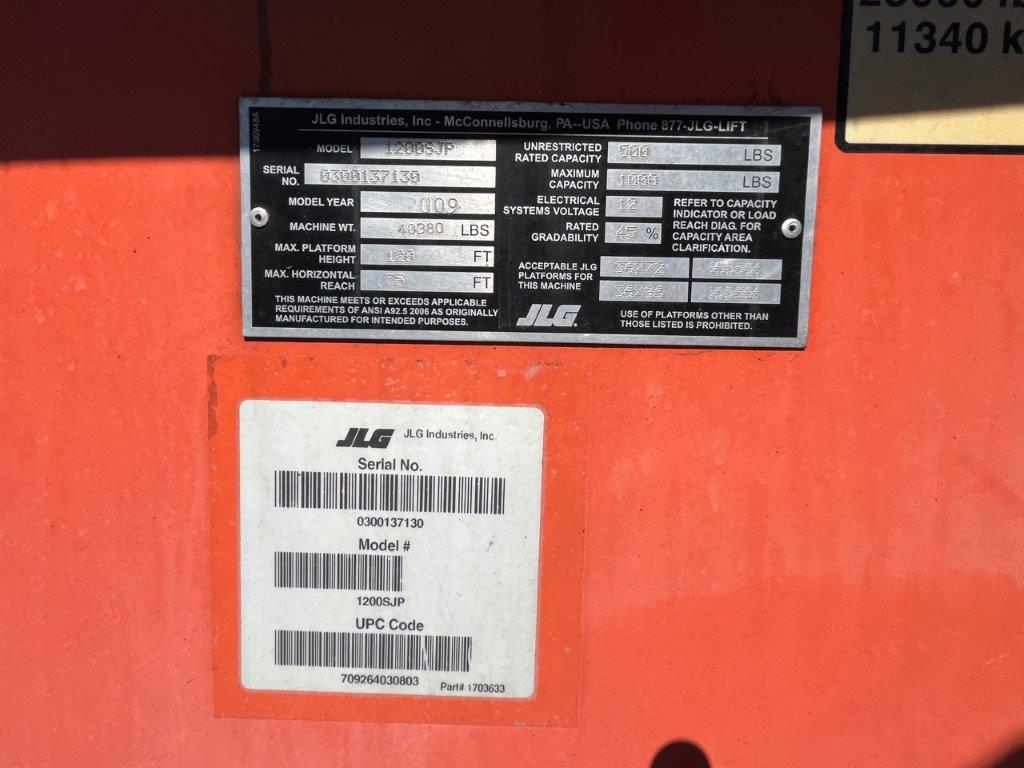 11340 k
1706948A
JLG Industries, Inc - McConnellsburg, PA--USA Phone 877-JLG-LIFT
MODEL 1200SJP
SERIAL NO. 0300137130
MODEL YEAR 2009
MACHINE WT. 40380 LBS
MAX. PLATFORM HEIGHT 120 FT
MAX. HORIZONTAL REACH 75 FT
THIS MACHINE MEETS OR EXCEEDS APPLICABLE
REQUIREMENTS OF ANSI A92.5 2006 AS ORIGINALLY
MANUFACTURED FOR INTENDED PURPOSES.
UNRESTRICTED RATED CAPACITY 500 LBS
MAXIMUM CAPACITY 1000 LBS
ELECTRICAL SYSTEMS VOLTAGE 12
RATED GRADABILITY 45 %
REFER TO CAPACITY
INDICATOR OR LOAD
REACH DIAG. FOR
CAPACITY AREA
CLARIFICATION.
ACCEPTABLE JLG
PLATFORMS FOR
THIS MACHINE
36X72
36X96
JLG
USE OF PLATFORMS OTHER THAN
THOSE LISTED IS PROHIBITED.
JLG JLG Industries, Inc
Serial No.
0300137130
Model #
1200SJP
UPC Code
709264030803
Part# 1703633